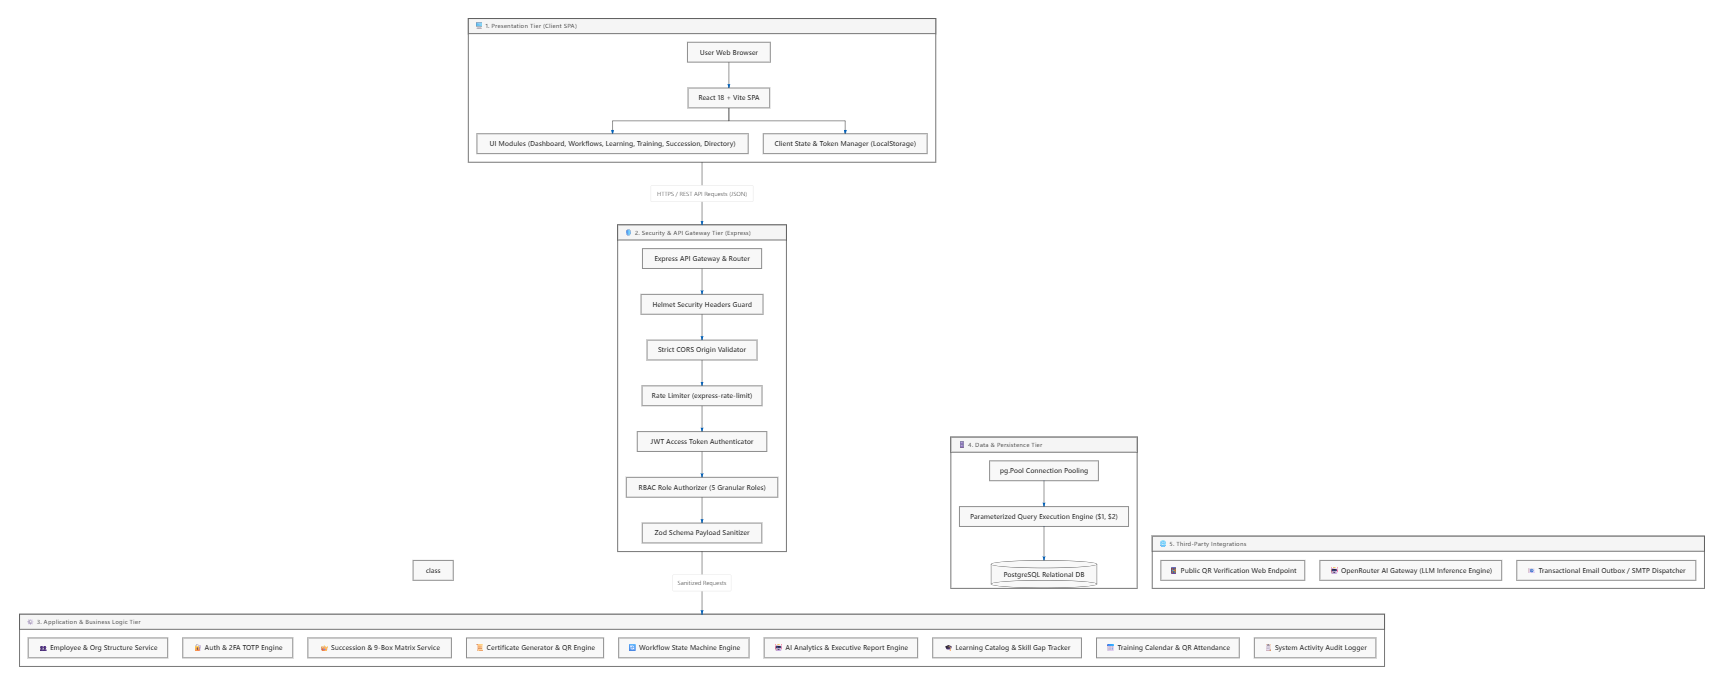 1. Presentation Tier (Client SPA)
User Web Browser
React 18 + Vite SPA
UI Modules (Dashboard, Workflows, Learning, Training, Succession, Directory)
Client State & Token Manager (LocalStorage)
HTTPS / REST API Requests (JSON)
2. Security & API Gateway Tier (Express)
Express API Gateway & Router
Helmet Security Headers Guard
Strict CORS Origin Validator
Rate Limiter (express-rate-limit)
JWT Access Token Authenticator
RBAC Role Authorizer (5 Granular Roles)
Zod Schema Payload Sanitizer
4. Data & Persistence Tier
pg.Pool Connection Pooling
Parameterized Query Execution Engine ($1, $2)
PostgreSQL Relational DB
5. Third-Party Integrations
Public QR Verification Web Endpoint
OpenRouter AI Gateway (LLM Inference Engine)
Transactional Email Outbox / SMTP Dispatcher
class
Sanitized Requests
3. Application & Business Logic Tier
Employee & Org Structure Service
Auth & 2FA TOTP Engine
Succession & 9-Box Matrix Service
Certificate Generator & QR Engine
Workflow State Machine Engine
AI Analytics & Executive Report Engine
Learning Catalog & Skill Gap Tracker
Training Calendar & QR Attendance
System Activity Audit Logger